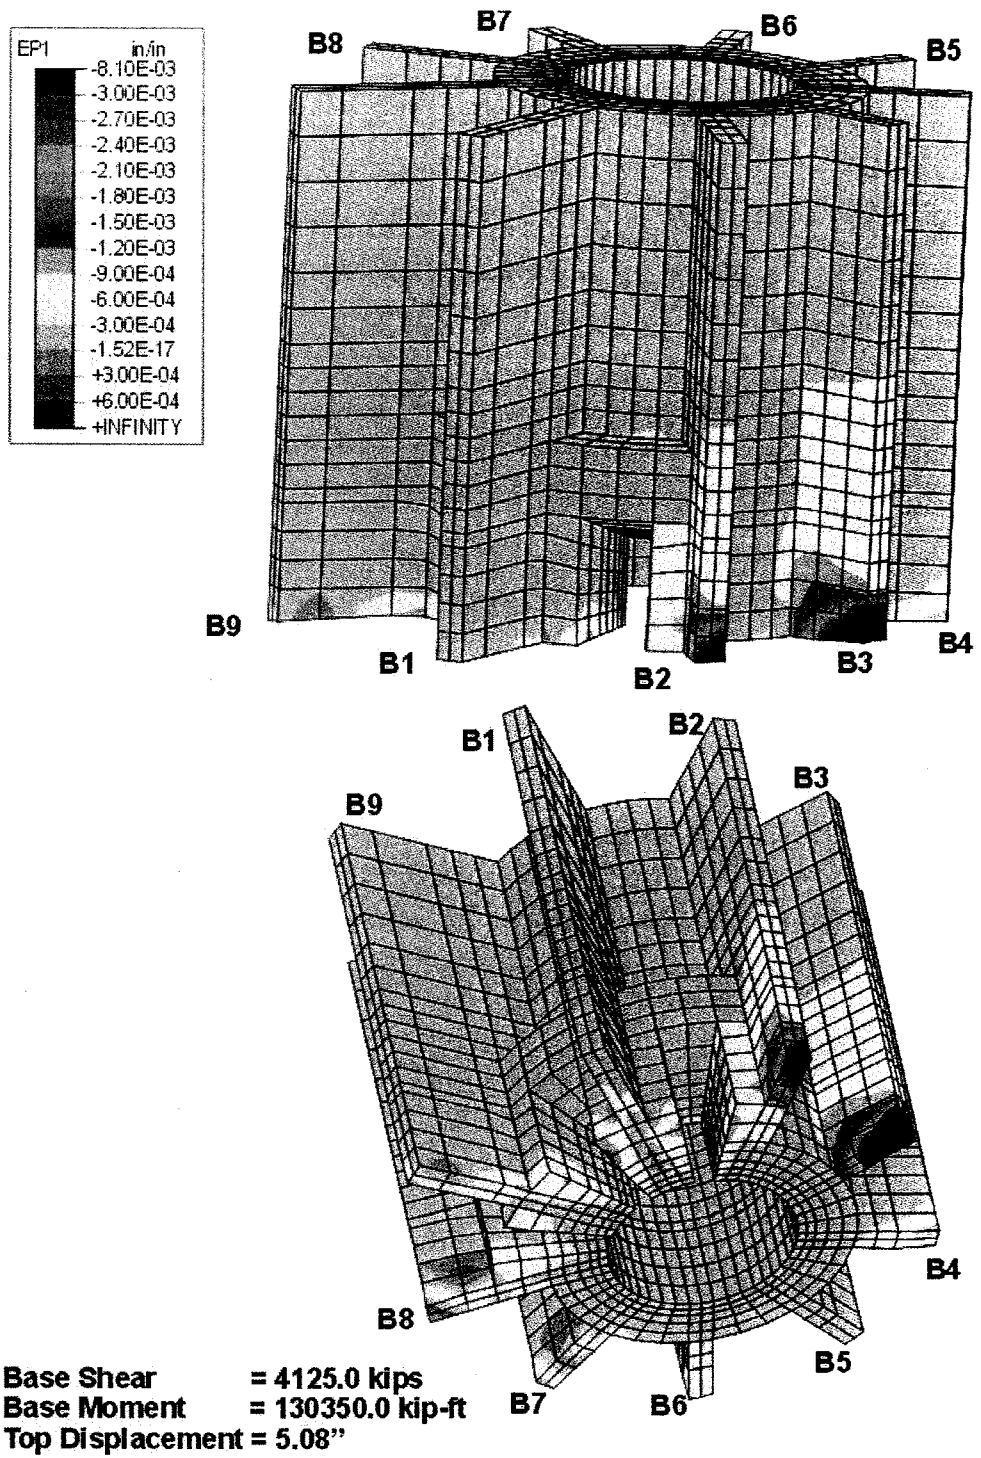 EP1 in/in
-8.10E-03
-3.00E-03
-2.70E-03
-2.40E-03
-2.10E-03
-1.80E-03
-1.50E-03
-1.20E-03
-9.00E-04
-6.00E-04
-3.00E-04
-1.52E-17
+3.00E-04
+6.00E-04
+INFINITY
B7
B6
B8
B5
B9
B1
B2
B3
B4
B1
B2
B3
B9
B4
B8
B5
B7
B6
Base Shear = 4125.0 kips
Base Moment = 130350.0 kip-ft
Top Displacement = 5.08”